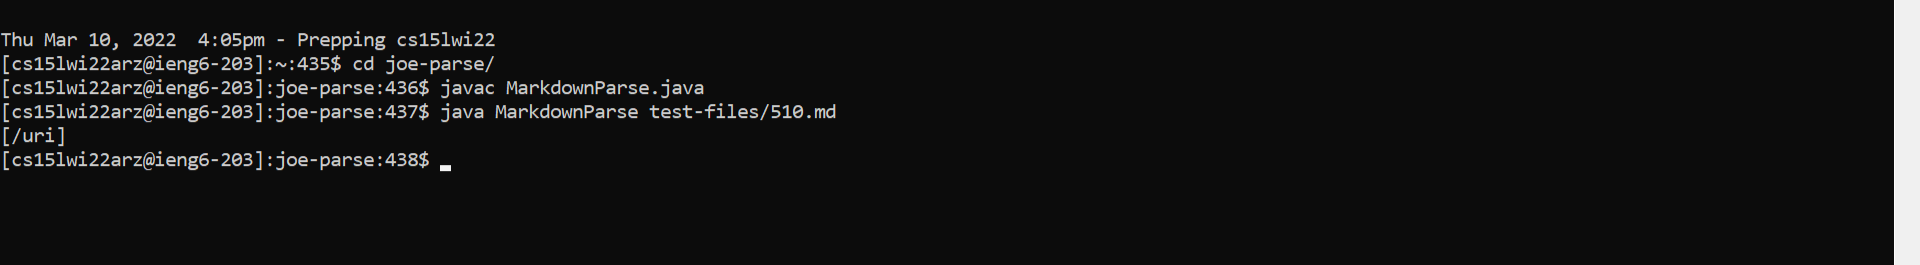 Thu Mar 10, 2022  4:05pm - Prepping cs15lwi22
[cs15lwi22arz@ieng6-203]:~:435$ cd joe-parse/
[cs15lwi22arz@ieng6-203]:joe-parse:436$ javac MarkdownParse.java
[cs15lwi22arz@ieng6-203]:joe-parse:437$ java MarkdownParse test-files/510.md
[/uri]
[cs15lwi22arz@ieng6-203]:joe-parse:438$